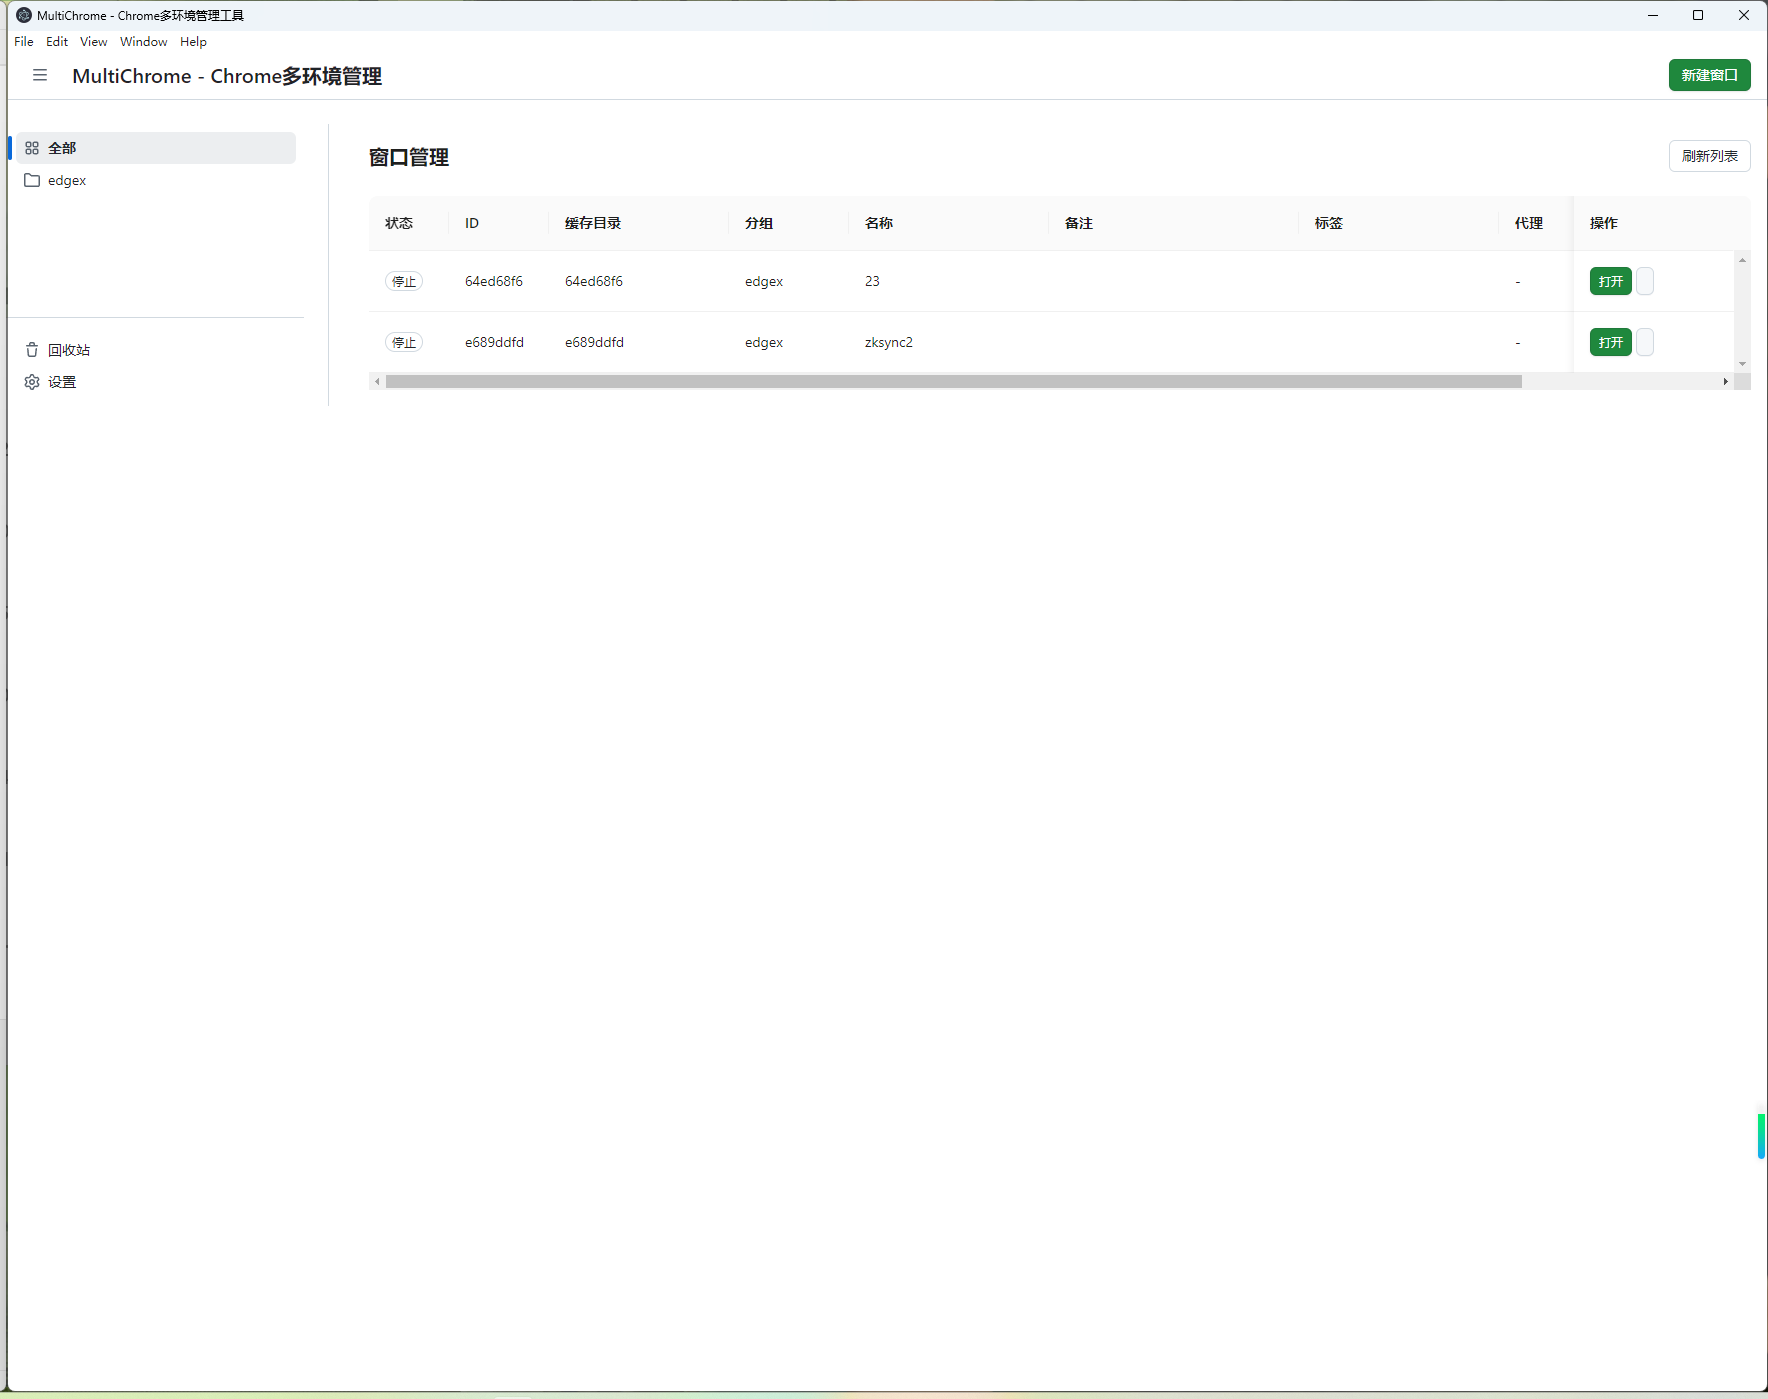 MultiChrome - Chrome多环境管理工具
File Edit View Window Help
MultiChrome - Chrome多环境管理
新建窗口
全部
edgex
回收站
设置
窗口管理
刷新列表
状态 ID 缓存目录 分组 名称 备注 标签 代理 操作
停止 64ed68f6 64ed68f6 edgex 23 - 打开
停止 e689ddfd e689ddfd edgex zksync2 - 打开